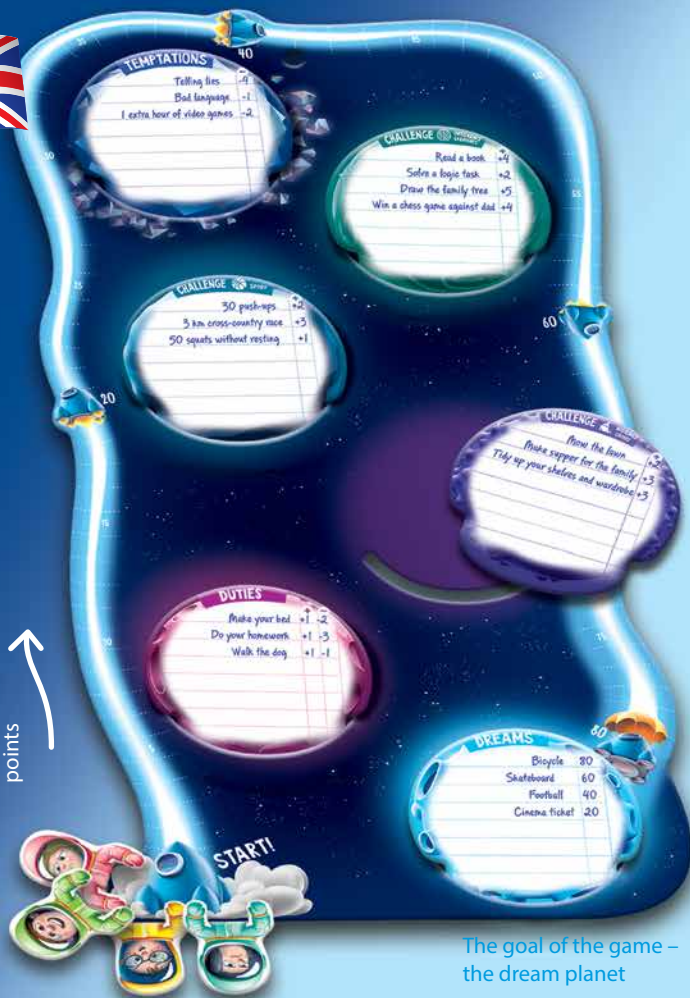 40
TEMPTATIONS
-
Telling lies -4
Bad language -1
1 extra hour of video games -2
CHALLENGE
+
Read a book +4
Solve a logic task +2
Draw the family tree +5
Win a chess game against dad +4
CHALLENGE SPORT
+
30 push-ups +2
3 km cross-country race +3
50 squats without resting +1
60
20
CHALLENGE
Mow the lawn +2
Make supper for the family +3
Tidy up your shelves and wardrobe +3
DUTIES
+ -
Make your bed +1 -2
Do your homework +1 -3
Walk the dog +1 -1
points
80
DREAMS
Bicycle 80
Skateboard 60
Football 40
Cinema ticket 20
START!
The goal of the game –
the dream planet